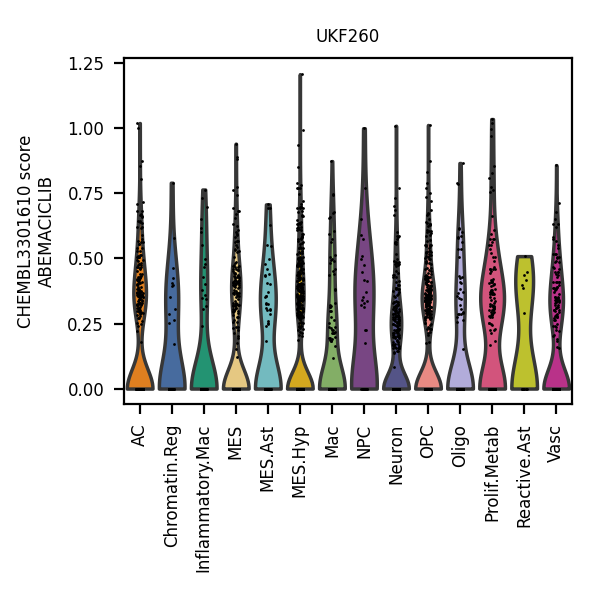 UKF260
CHEMBL3301610 score
ABEMACICLIB
1.25
1.00
0.75
0.50
0.25
0.00
AC
Chromatin.Reg
Inflammatory.Mac
MES
MES.Ast
MES.Hyp
Mac
NPC
Neuron
OPC
Oligo
Prolif.Metab
Reactive.Ast
Vasc